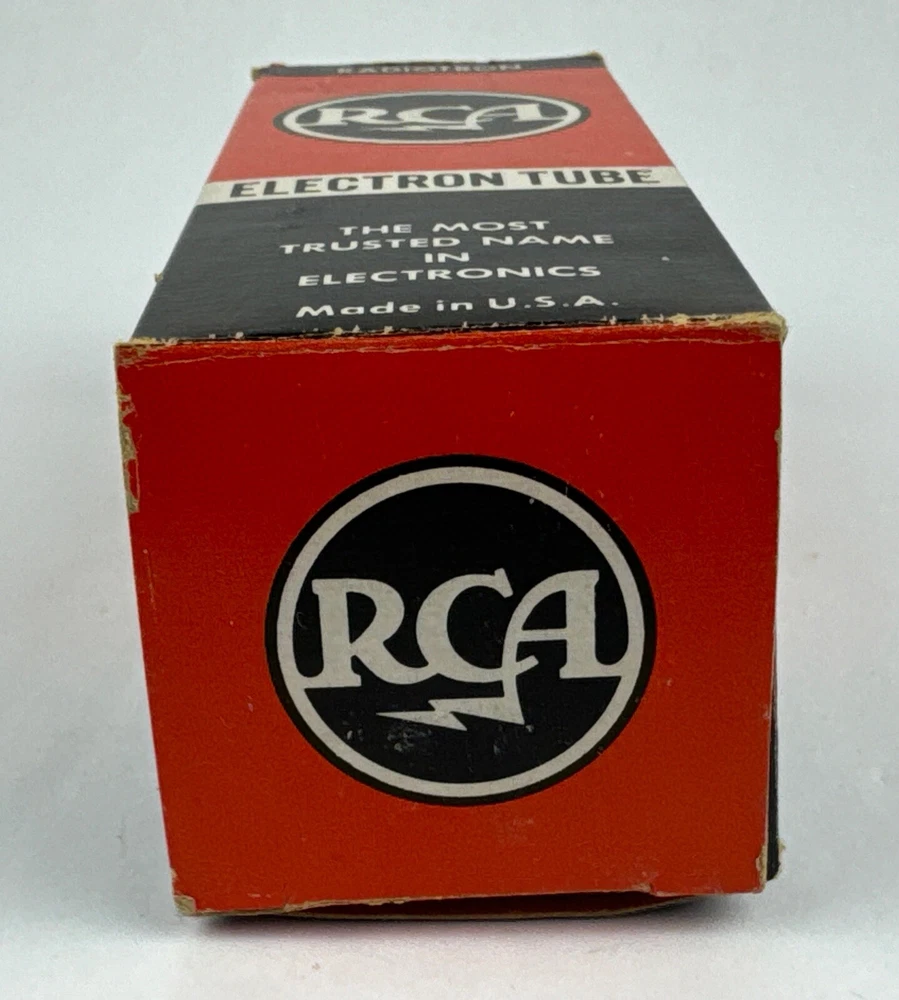 RADIOTRON
RCA
ELECTRON TUBE
THE MOST
TRUSTED NAME
IN
ELECTRONICS
Made in U.S.A.
RCA